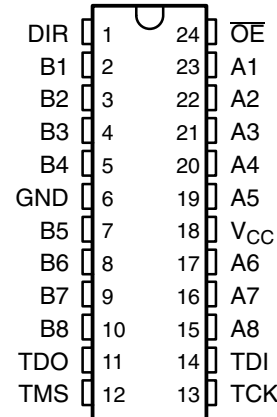 DIR 1 24 O̅E̅
B1 2 23 A1
B2 3 22 A2
B3 4 21 A3
B4 5 20 A4
GND 6 19 A5
B5 7 18 VCC
B6 8 17 A6
B7 9 16 A7
B8 10 15 A8
TDO 11 14 TDI
TMS 12 13 TCK